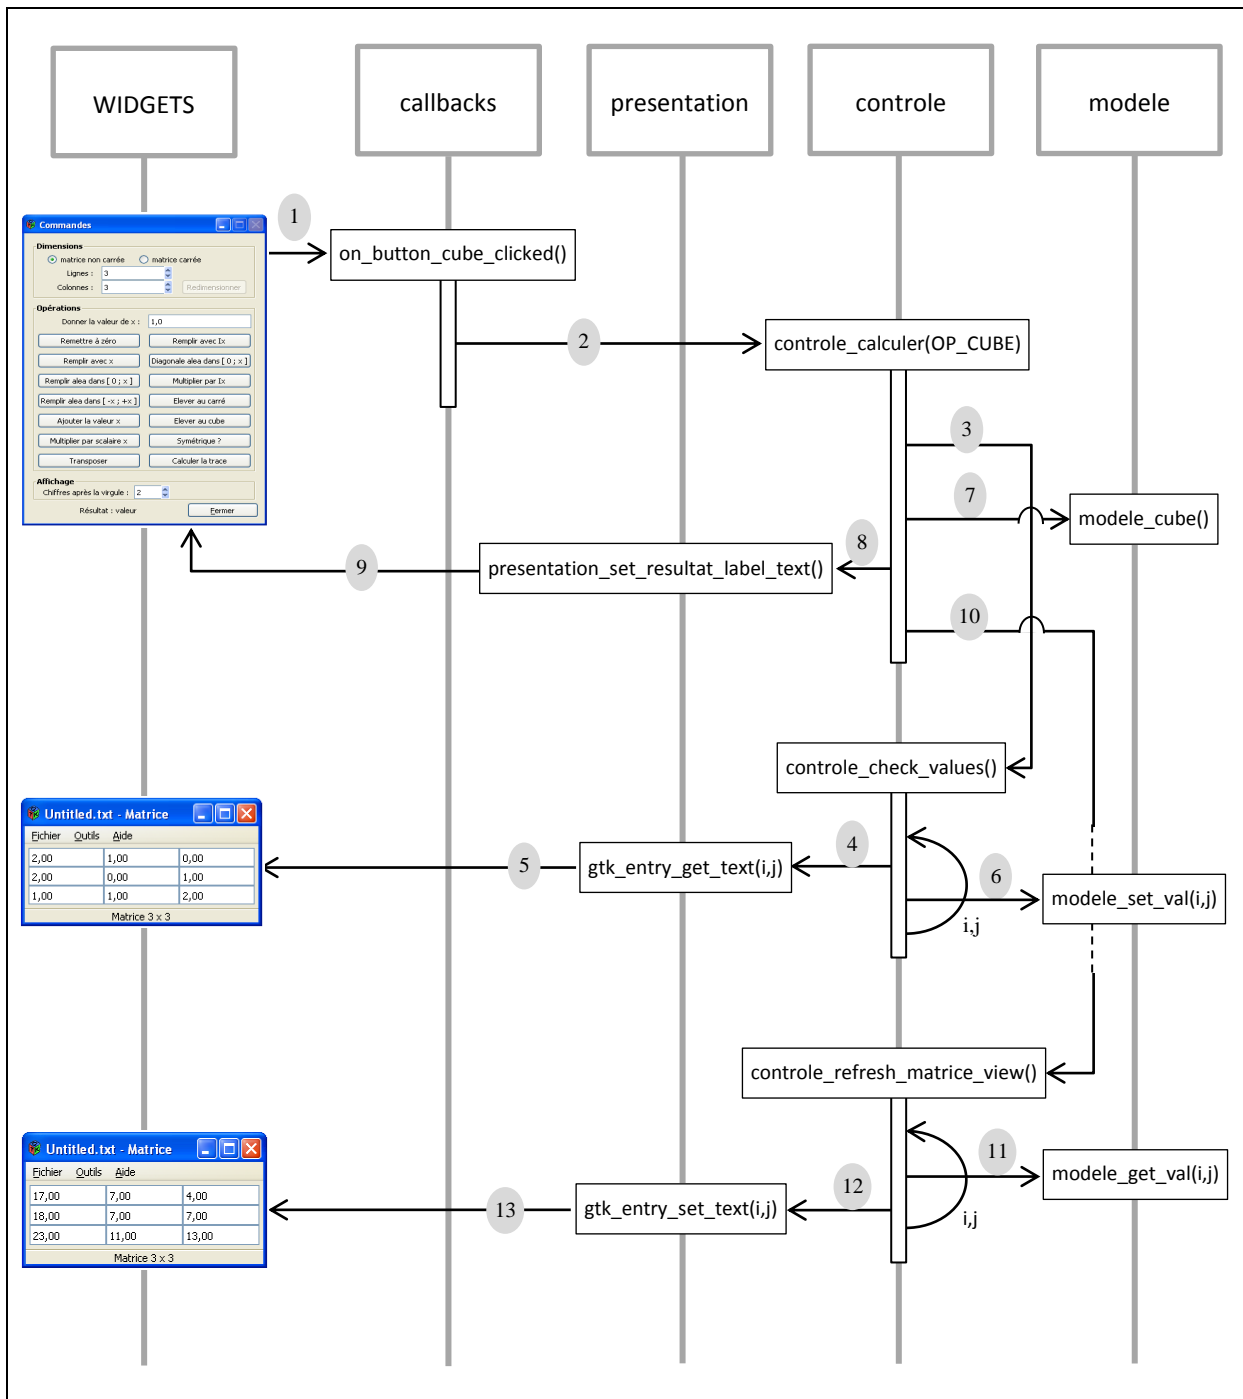 WIDGETS
callbacks
presentation
controle
modele
1
Commandes
Dimensions
matrice non carrée
matrice carrée
Lignes :
3
Colonnes :
3
Redimensionner
Opérations
Donner la valeur de x :
1,0
Remettre à zéro
Remplir avec Ix
Remplir avec x
Diagonale alea dans [ 0 ; x ]
Remplir alea dans [ 0 ; x ]
Multiplier par Ix
Remplir alea dans [ -x ; +x ]
Elever au carré
Ajouter la valeur x
Elever au cube
Multiplier par scalaire x
Symétrique ?
Transposer
Calculer la trace
Affichage
Chiffres après la virgule :
2
Résultat : valeur
Fermer
on_button_cube_clicked()
2
controle_calculer(OP_CUBE)
3
7
modele_cube()
8
presentation_set_resultat_label_text()
9
10
controle_check_values()
Untitled.txt - Matrice
Fichier Outils Aide
2,00 1,00 0,00
2,00 0,00 1,00
1,00 1,00 2,00
Matrice 3 x 3
5
gtk_entry_get_text(i,j)
4
6
modele_set_val(i,j)
i,j
controle_refresh_matrice_view()
Untitled.txt - Matrice
Fichier Outils Aide
17,00 7,00 4,00
18,00 7,00 7,00
23,00 11,00 13,00
Matrice 3 x 3
11
modele_get_val(i,j)
12
gtk_entry_set_text(i,j)
13
i,j